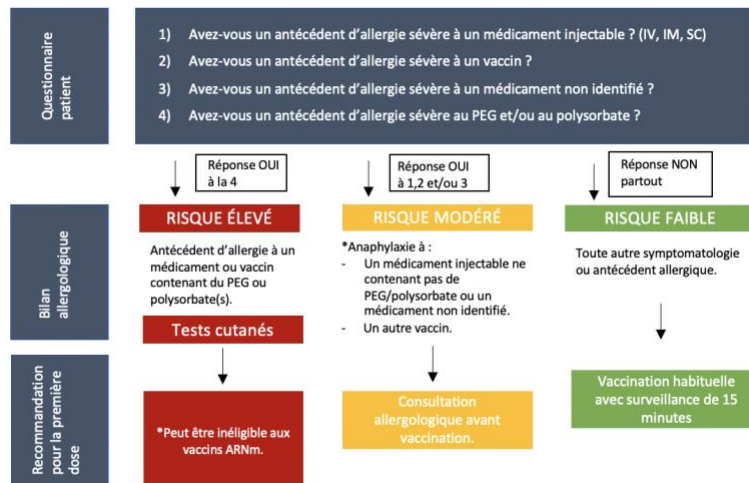 Questionnaire
patient
1) Avez-vous un antécédent d'allergie sévère à un médicament injectable ? (IV, IM, SC)
2) Avez-vous un antécédent d'allergie sévère à un vaccin ?
3) Avez-vous un antécédent d'allergie sévère à un médicament non identifié ?
4) Avez-vous un antécédent d'allergie sévère au PEG et/ou au polysorbate ?
Réponse OUI
à la 4
Réponse OUI
à 1,2 et/ou 3
Réponse NON
partout
Bilan
allergologique
RISQUE ÉLEVÉ
Antécédent d'allergie à un
médicament ou vaccin
contenant du PEG ou
polysorbate(s).
Tests cutanés
RISQUE MODÉRÉ
*Anaphylaxie à :
- Un médicament injectable ne
contenant pas de
PEG/polysorbate ou un
médicament non identifié.
- Un autre vaccin.
RISQUE FAIBLE
Toute autre symptomatologie
ou antécédent allergique.
Recommandation
pour la première
dose
*Peut être inéligible aux
vaccins ARNm.
Consultation
allergologique avant
vaccination.
Vaccination habituelle
avec surveillance de 15
minutes